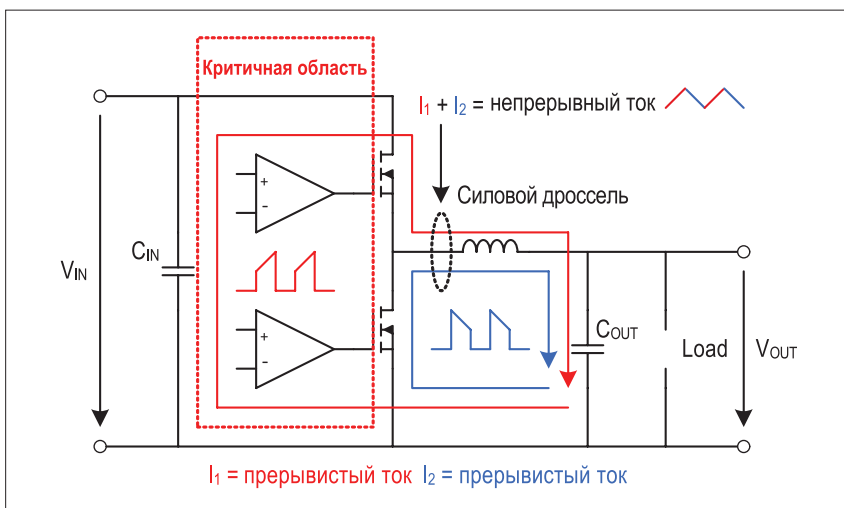 Критичная область
I₁ + I₂ = непрерывный ток
Силовой дроссель
+
-
CIN
VIN
+
-
COUT
Load
VOUT
I₁ = прерывистый ток I₂ = прерывистый ток